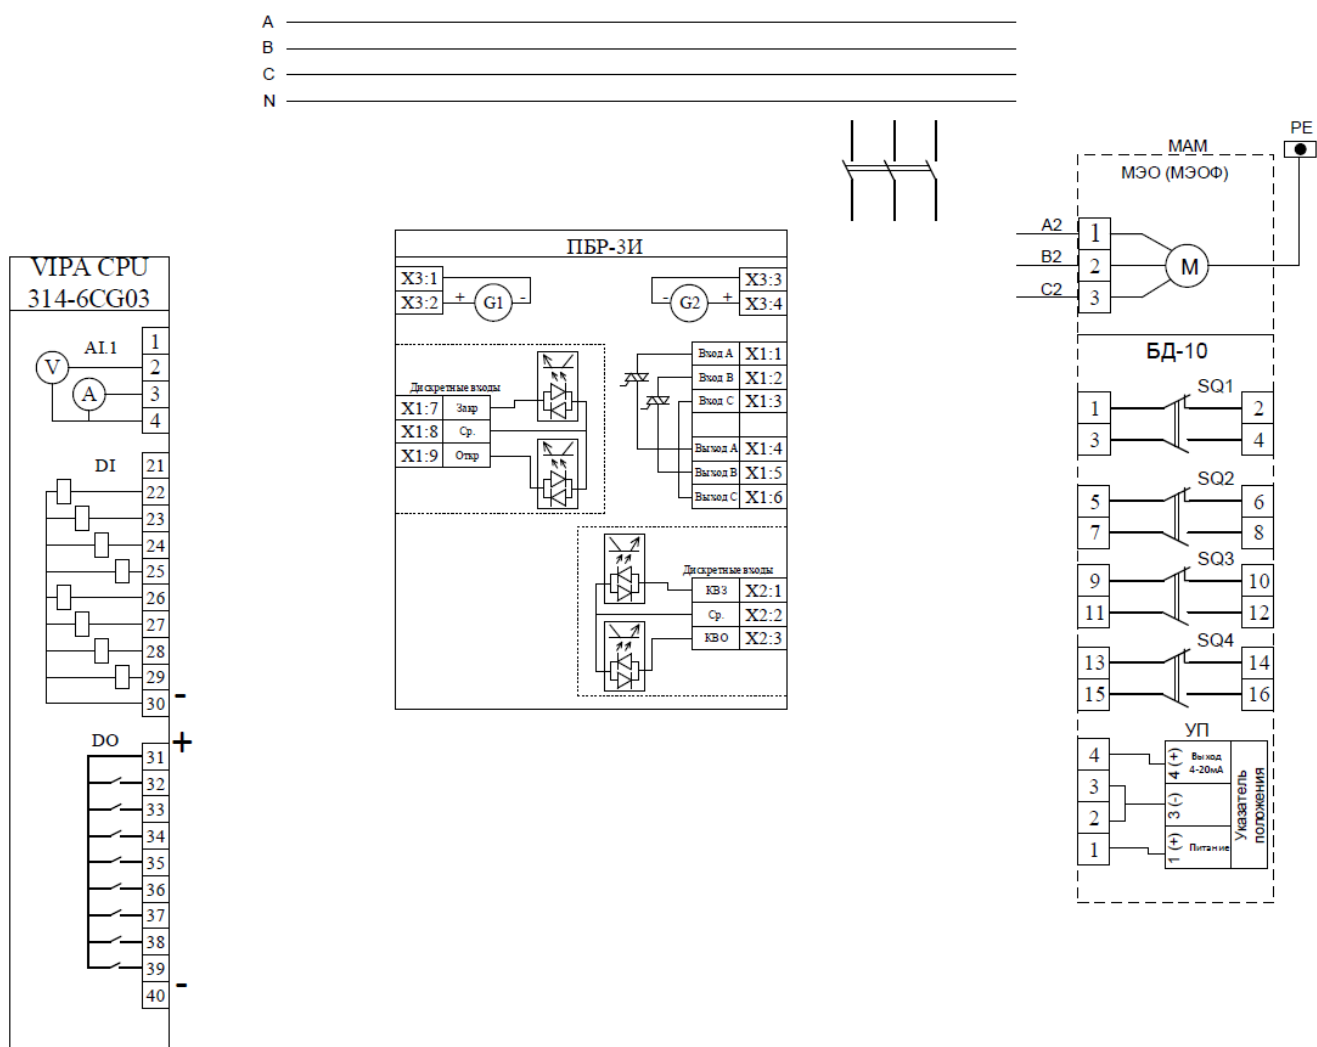 A
B
C
N
PE
МАМ
МЭО (МЭОФ)
A2
B2
C2
1
2
3
M
VIPA CPU
314-6CG03
AI.1
V
A
1
2
3
4
DI
21
22
23
24
25
26
27
28
29
30
-
DO
+
31
32
33
34
35
36
37
38
39
40
-
ПБР-3И
X3:1
X3:2
+ G1 -
- G2 +
X3:3
X3:4
Дискретные входы
X1:7 Закр
X1:8 Ср.
X1:9 Откр
Вход A X1:1
Вход B X1:2
Вход C X1:3
Выход A X1:4
Выход B X1:5
Выход C X1:6
Дискретные входы
КВЗ X2:1
Ср. X2:2
КВО X2:3
БД-10
SQ1
1 2
3 4
SQ2
5 6
7 8
SQ3
9 10
11 12
SQ4
13 14
15 16
УП
4
3
2
1
4 (+)
Выход
4-20мА
3 (-)
1 (+)
Питание
Указатель
положения